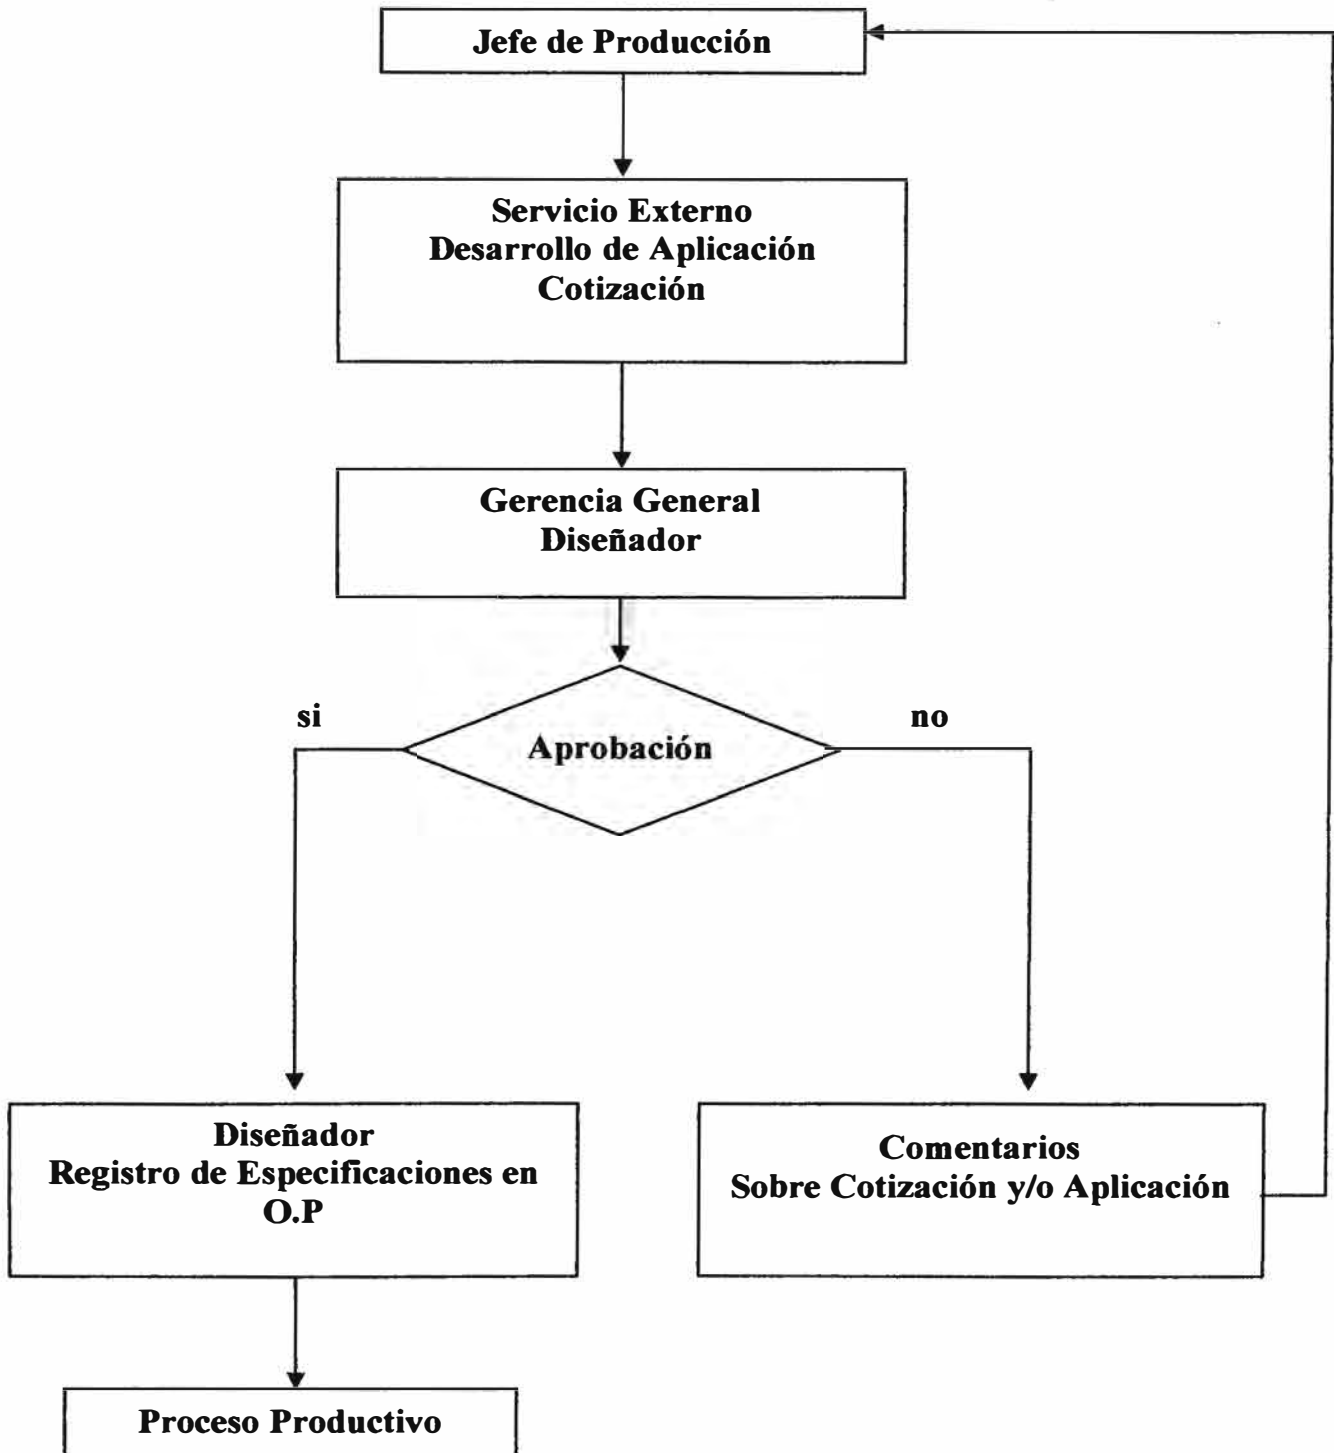 Jefe de Producción
Servicio Externo
Desarrollo de Aplicación
Cotización
Gerencia General
Diseñador
si
no
Aprobación
Diseñador
Registro de Especificaciones en
O.P
Comentarios
Sobre Cotización y/o Aplicación
Proceso Productivo